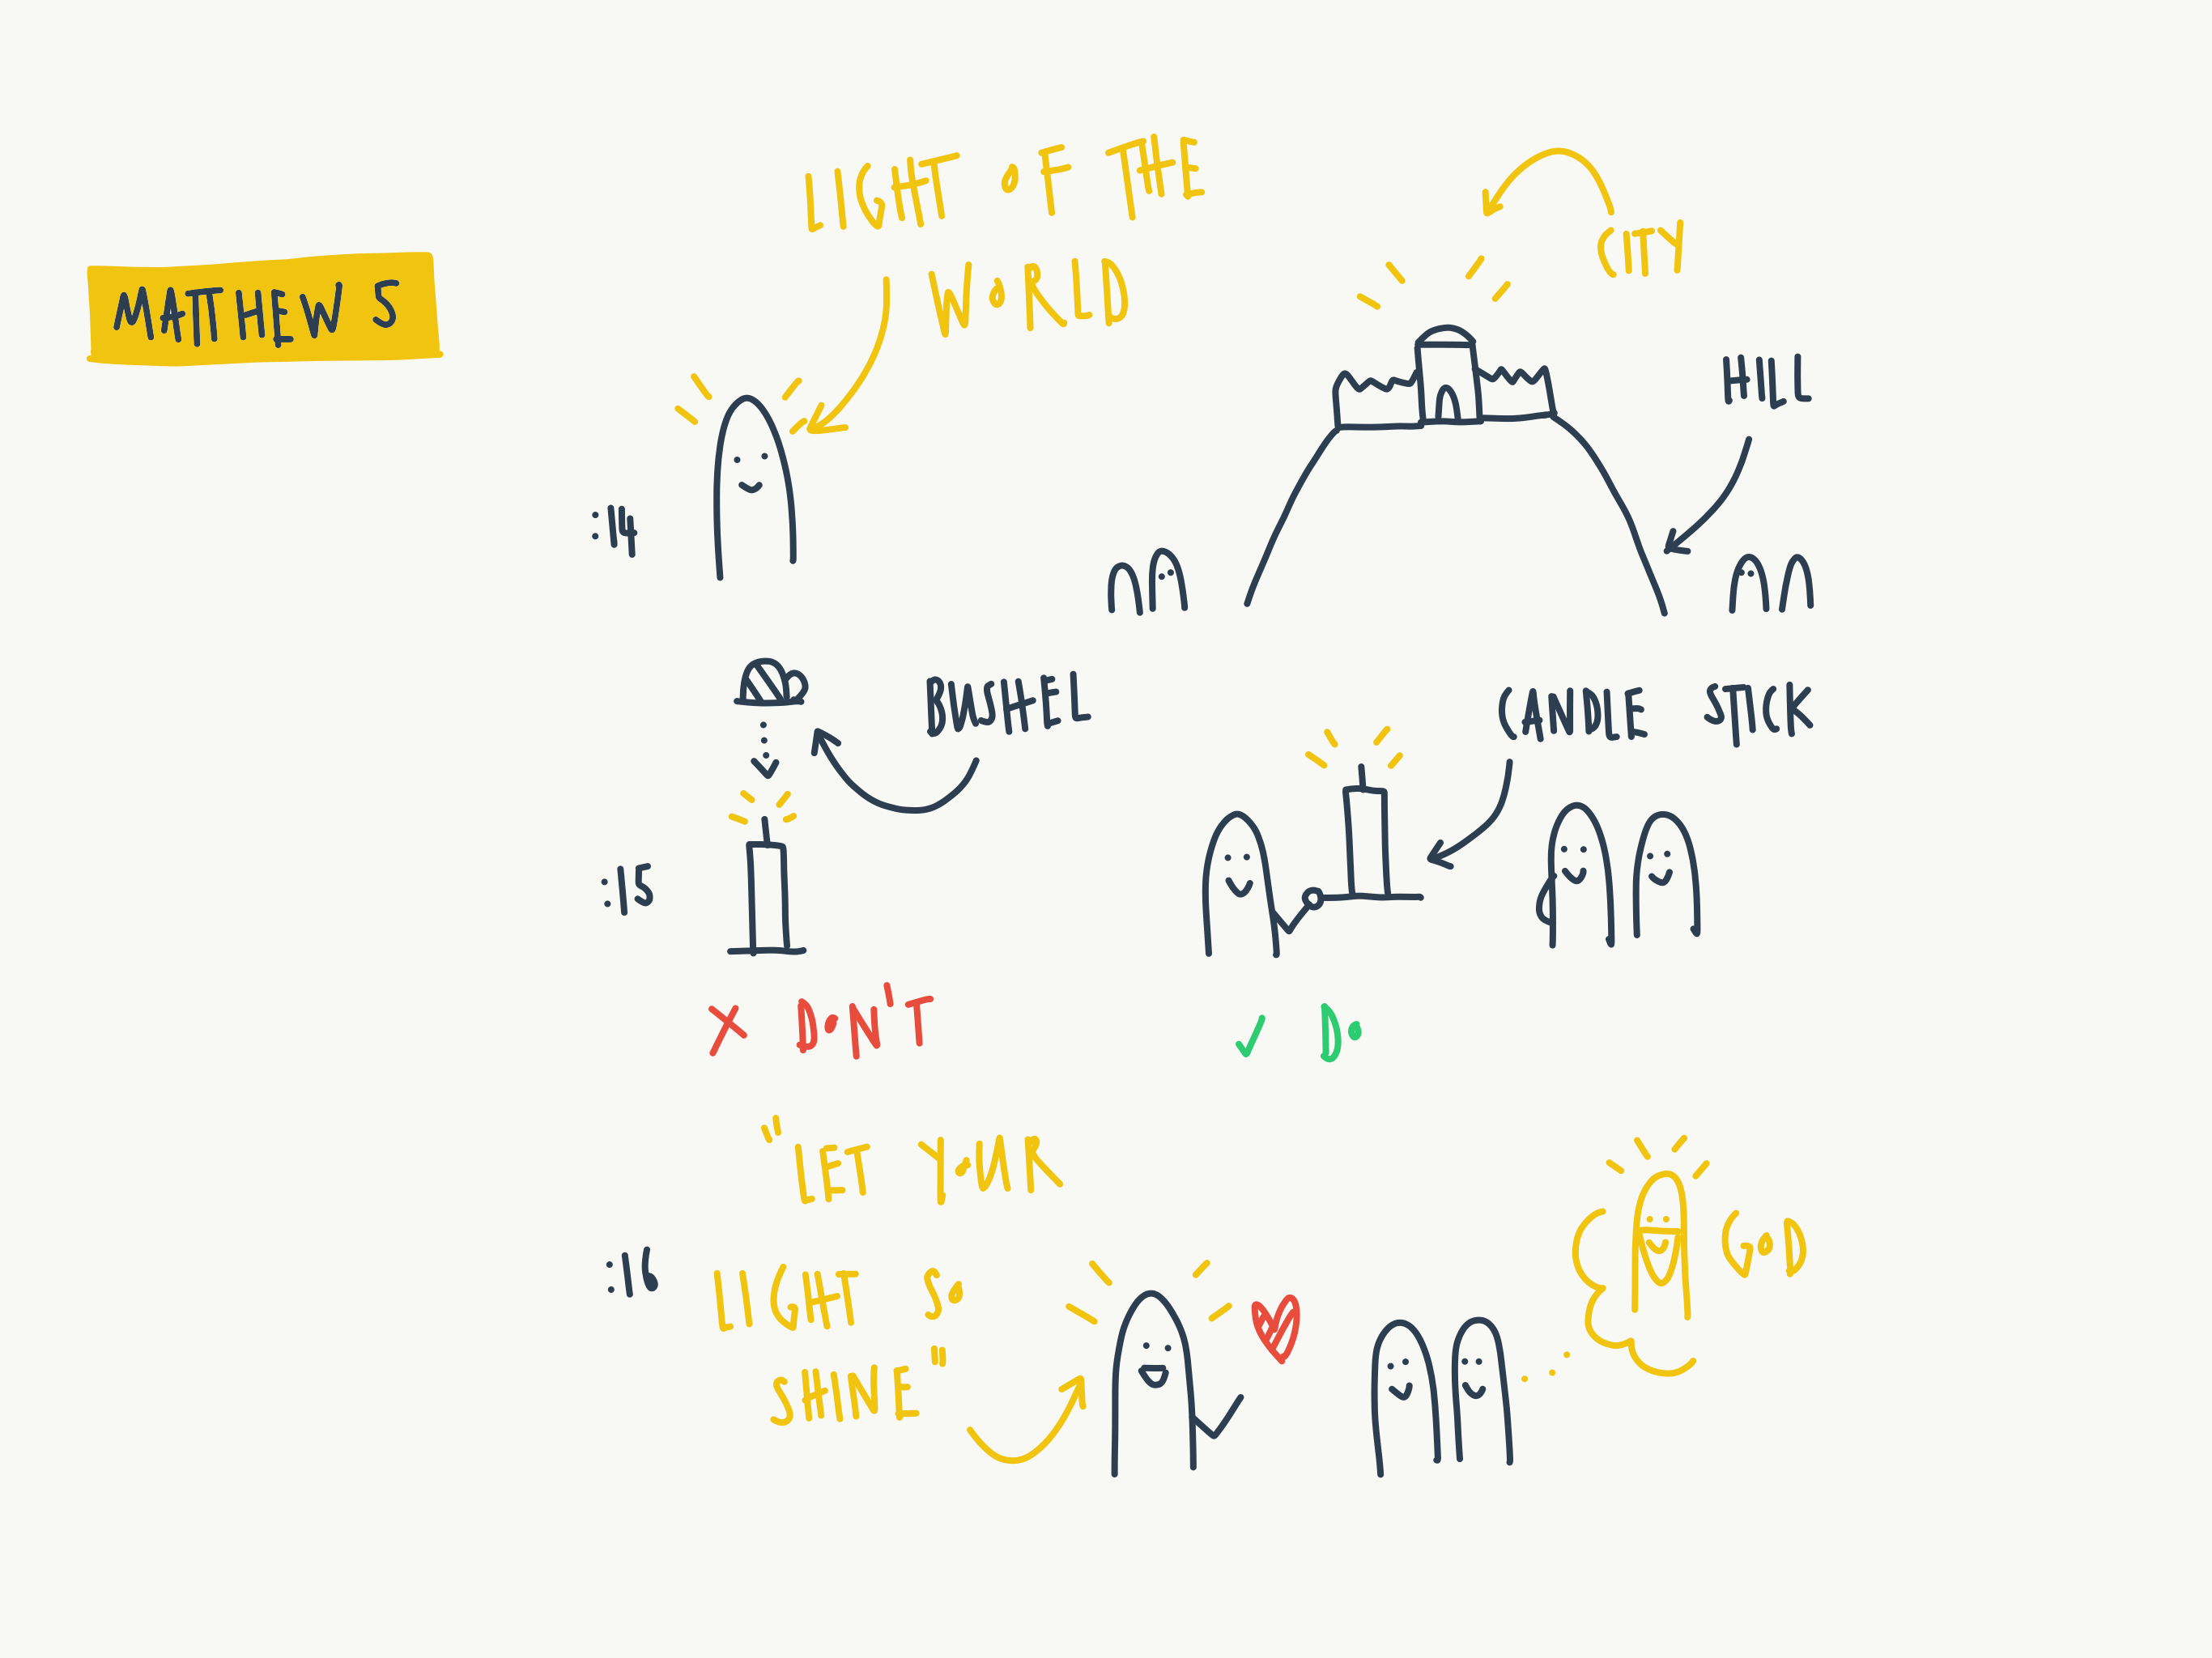 MATTHEW 5
LIGHT OF THE
WORLD
CITY
HILL
:14
BUSHEL
CANDLE STICK
:15
X DON'T
✓ DO
"LET YOUR
:16
LIGHT SO
SHINE"
GOD